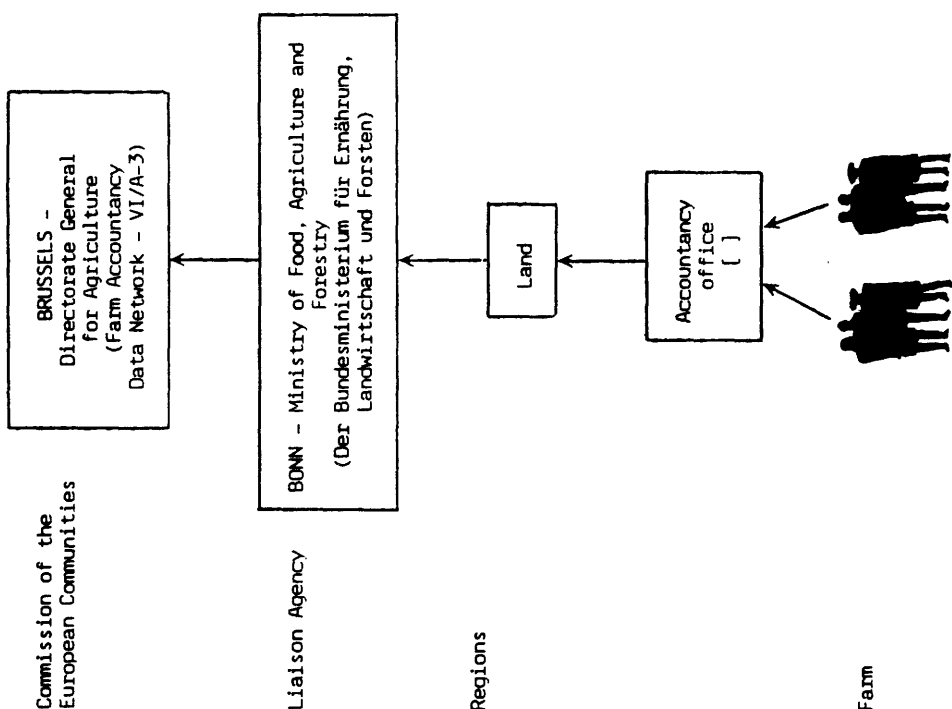 Commission of the
European Communities
BRUSSELS -
Directorate General
for Agriculture
(Farm Accountancy
Data Network - VI/A-3)
Liaison Agency
BONN - Ministry of Food, Agriculture and
Forestry
(Der Bundesministerium für Ernährung,
Landwirtschaft und Forsten)
Regions
Land
Accountancy
office
[ ]
Farm